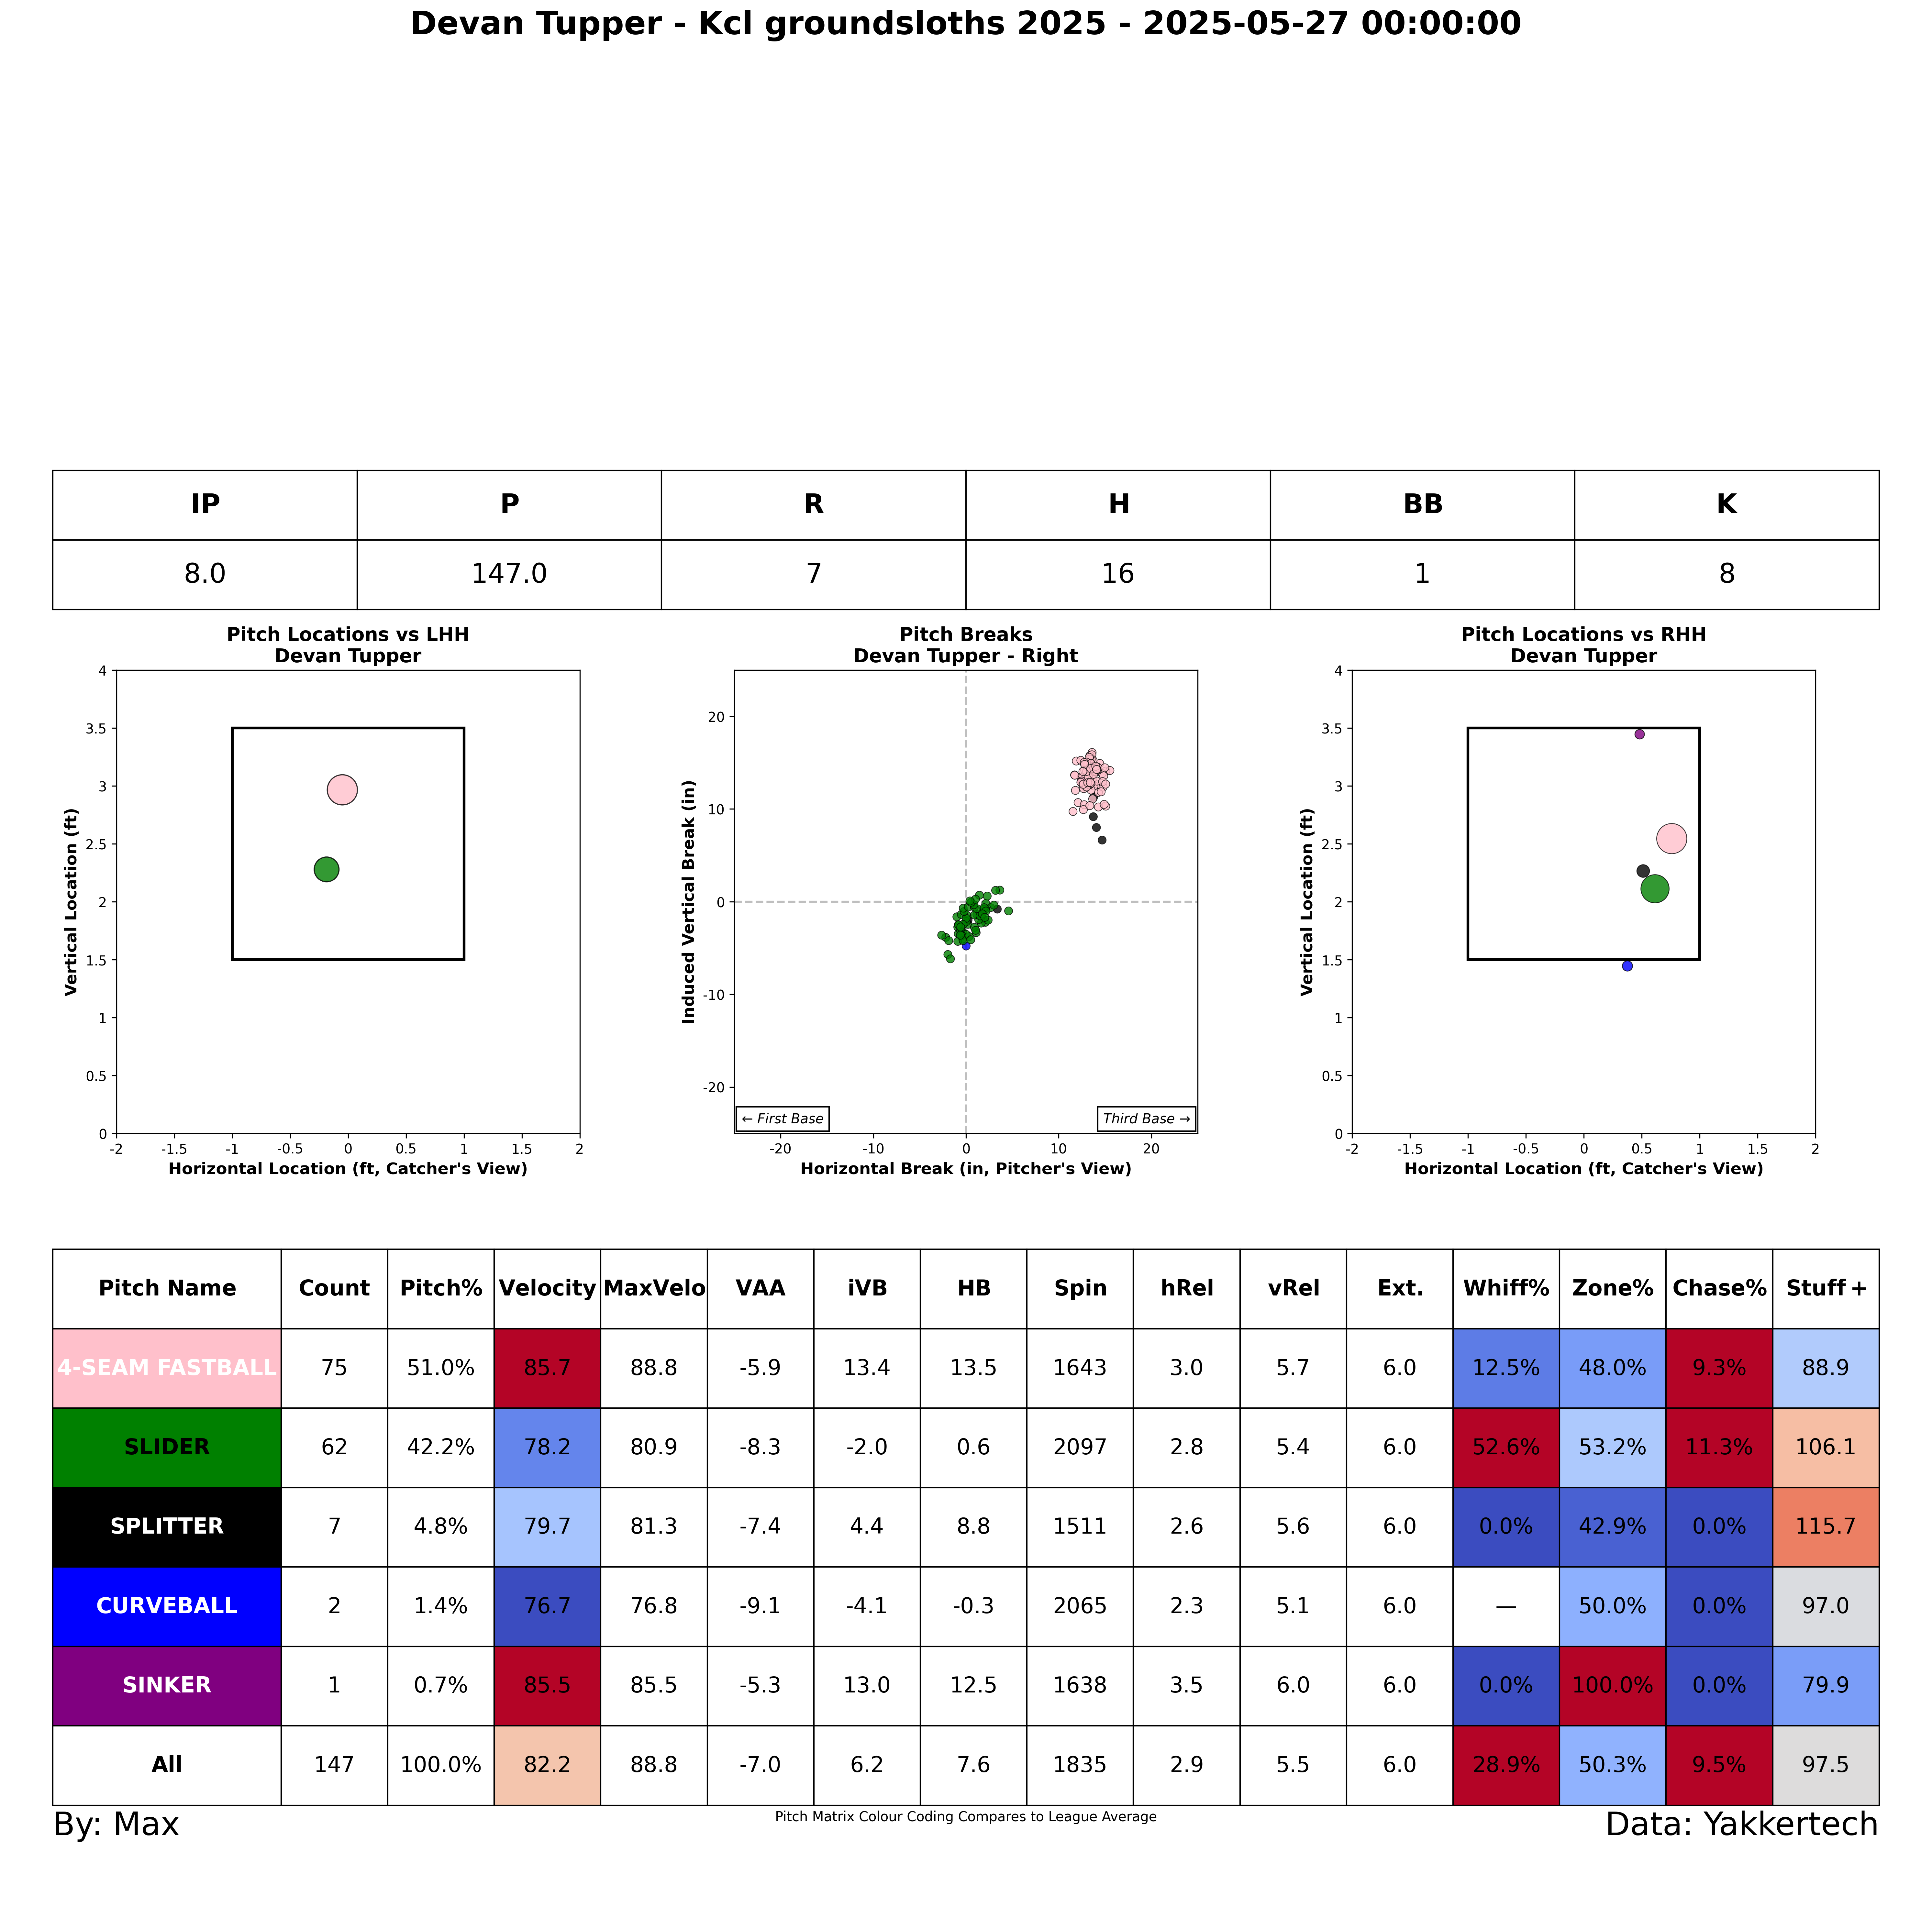 Devan Tupper - Kcl groundsloths 2025 - 2025-05-27 00:00:00
IP P R H BB K
8.0 147.0 7 16 1 8
Pitch Locations vs LHH
Devan Tupper
4
3.5
3
2.5
2
1.5
1
0.5
0
Vertical Location (ft)
-2 -1.5 -1 -0.5 0 0.5 1 1.5 2
Horizontal Location (ft, Catcher's View)
Pitch Breaks
Devan Tupper - Right
20
10
0
-10
-20
Induced Vertical Break (in)
← First Base
Third Base →
-20 -10 0 10 20
Horizontal Break (in, Pitcher's View)
Pitch Locations vs RHH
Devan Tupper
4
3.5
3
2.5
2
1.5
1
0.5
0
Vertical Location (ft)
-2 -1.5 -1 -0.5 0 0.5 1 1.5 2
Horizontal Location (ft, Catcher's View)
Pitch Name Count Pitch% Velocity MaxVelo VAA iVB HB Spin hRel vRel Ext. Whiff% Zone% Chase% Stuff+
4-SEAM FASTBALL 75 51.0% 85.7 88.8 -5.9 13.4 13.5 1643 3.0 5.7 6.0 12.5% 48.0% 9.3% 88.9
SLIDER 62 42.2% 78.2 80.9 -8.3 -2.0 0.6 2097 2.8 5.4 6.0 52.6% 53.2% 11.3% 106.1
SPLITTER 7 4.8% 79.7 81.3 -7.4 4.4 8.8 1511 2.6 5.6 6.0 0.0% 42.9% 0.0% 115.7
CURVEBALL 2 1.4% 76.7 76.8 -9.1 -4.1 -0.3 2065 2.3 5.1 6.0 — 50.0% 0.0% 97.0
SINKER 1 0.7% 85.5 85.5 -5.3 13.0 12.5 1638 3.5 6.0 6.0 0.0% 100.0% 0.0% 79.9
All 147 100.0% 82.2 88.8 -7.0 6.2 7.6 1835 2.9 5.5 6.0 28.9% 50.3% 9.5% 97.5
By: Max
Pitch Matrix Colour Coding Compares to League Average
Data: Yakkertech